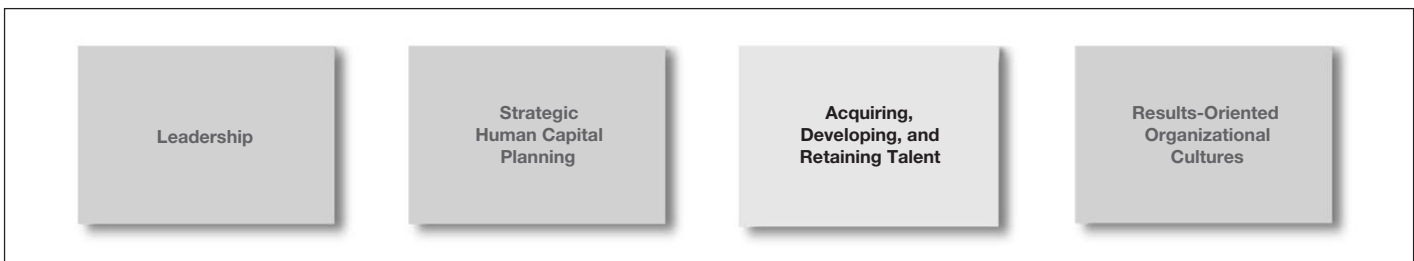 Leadership
Strategic
Human Capital
Planning
Acquiring,
Developing, and
Retaining Talent
Results-Oriented
Organizational
Cultures